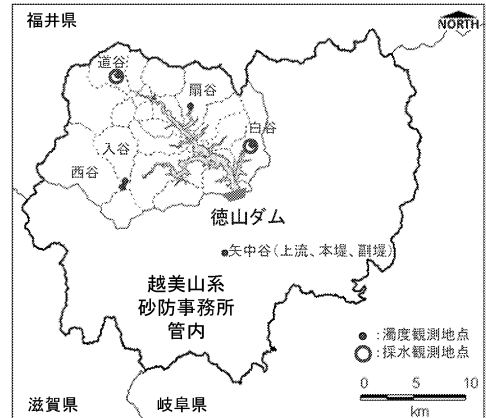 福井県
NORTH
道谷
扇谷
白谷
入谷
西谷
徳山ダム
矢中谷(上流、本堤、副堤)
越美山系
砂防事務所
管内
:濁度観測地点
:採水観測地点
0 5 10
km
滋賀県
岐阜県